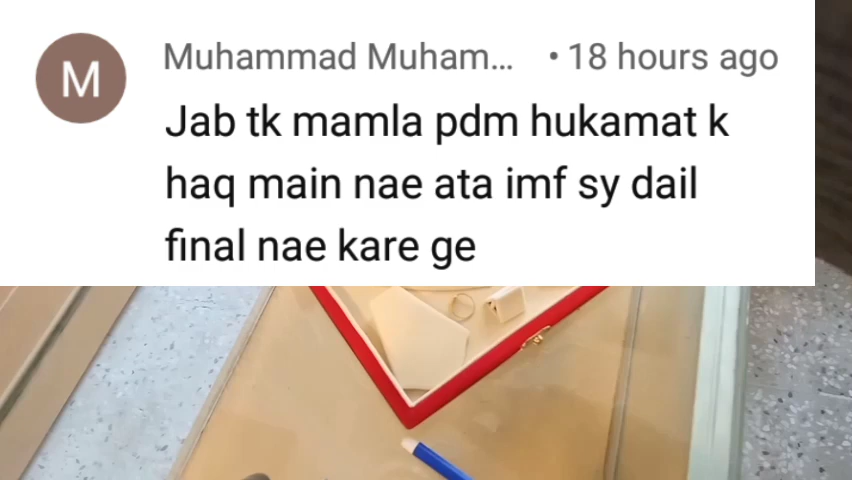 M
Muhammad Muham... • 18 hours ago
Jab tk mamla pdm hukamat k
haq main nae ata imf sy dail
final nae kare ge